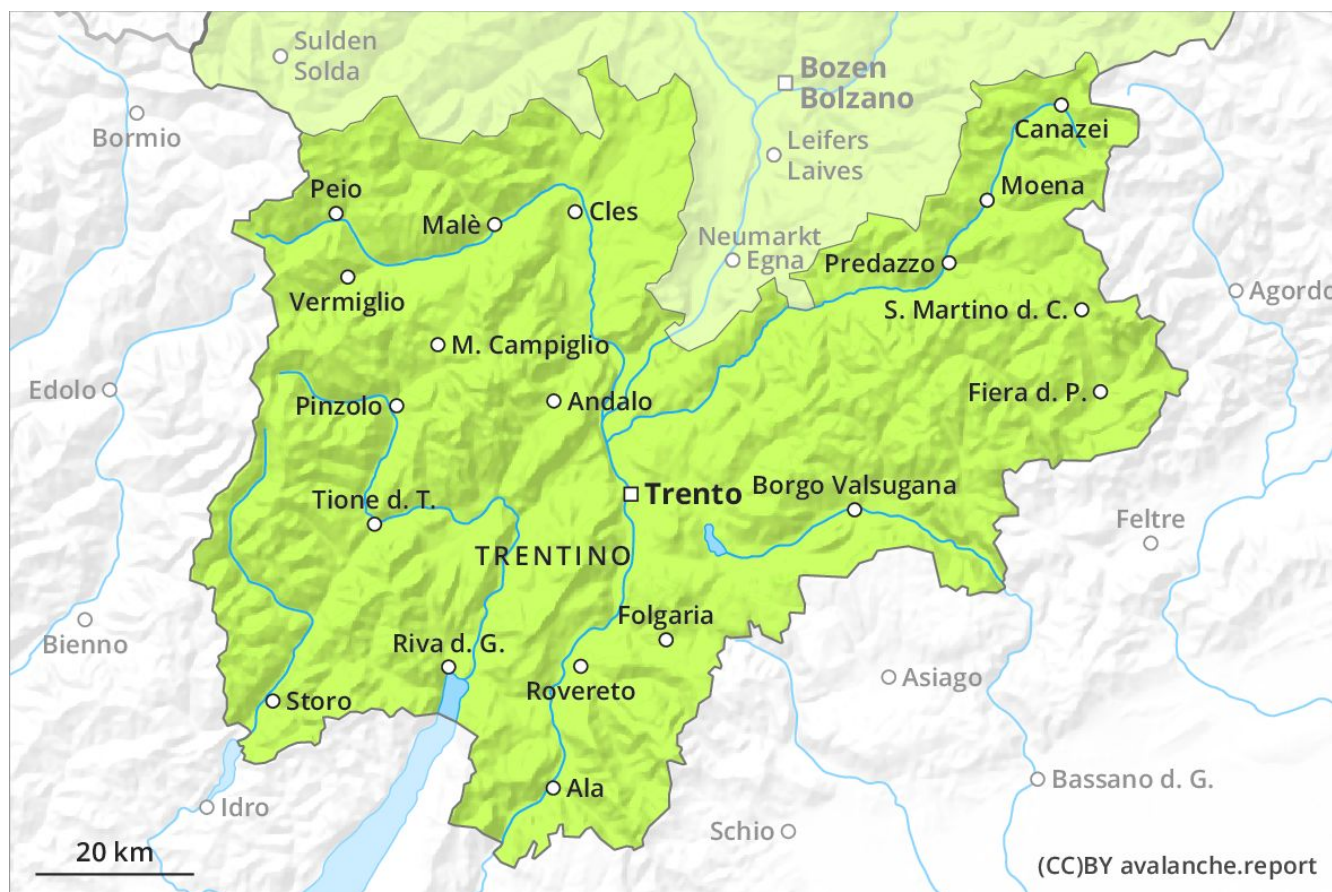 Sulden
Solda
Bozen
Bolzano
Bormio
Canazei
Leifers
Laives
Peio
Moena
Malè
Cles
Neumarkt
Egna
Predazzo
Vermiglio
Agordo
S. Martino d. C.
M. Campiglio
Edolo
Fiera d. P.
Pinzolo
Andalo
Trento
Borgo Valsugana
Tione d. T.
Feltre
TRENTINO
Folgaria
Bienno
Riva d. G.
Asiago
Rovereto
Storo
Bassano d. G.
Ala
Idro
Schio
20 km
(CC)BY avalanche.report